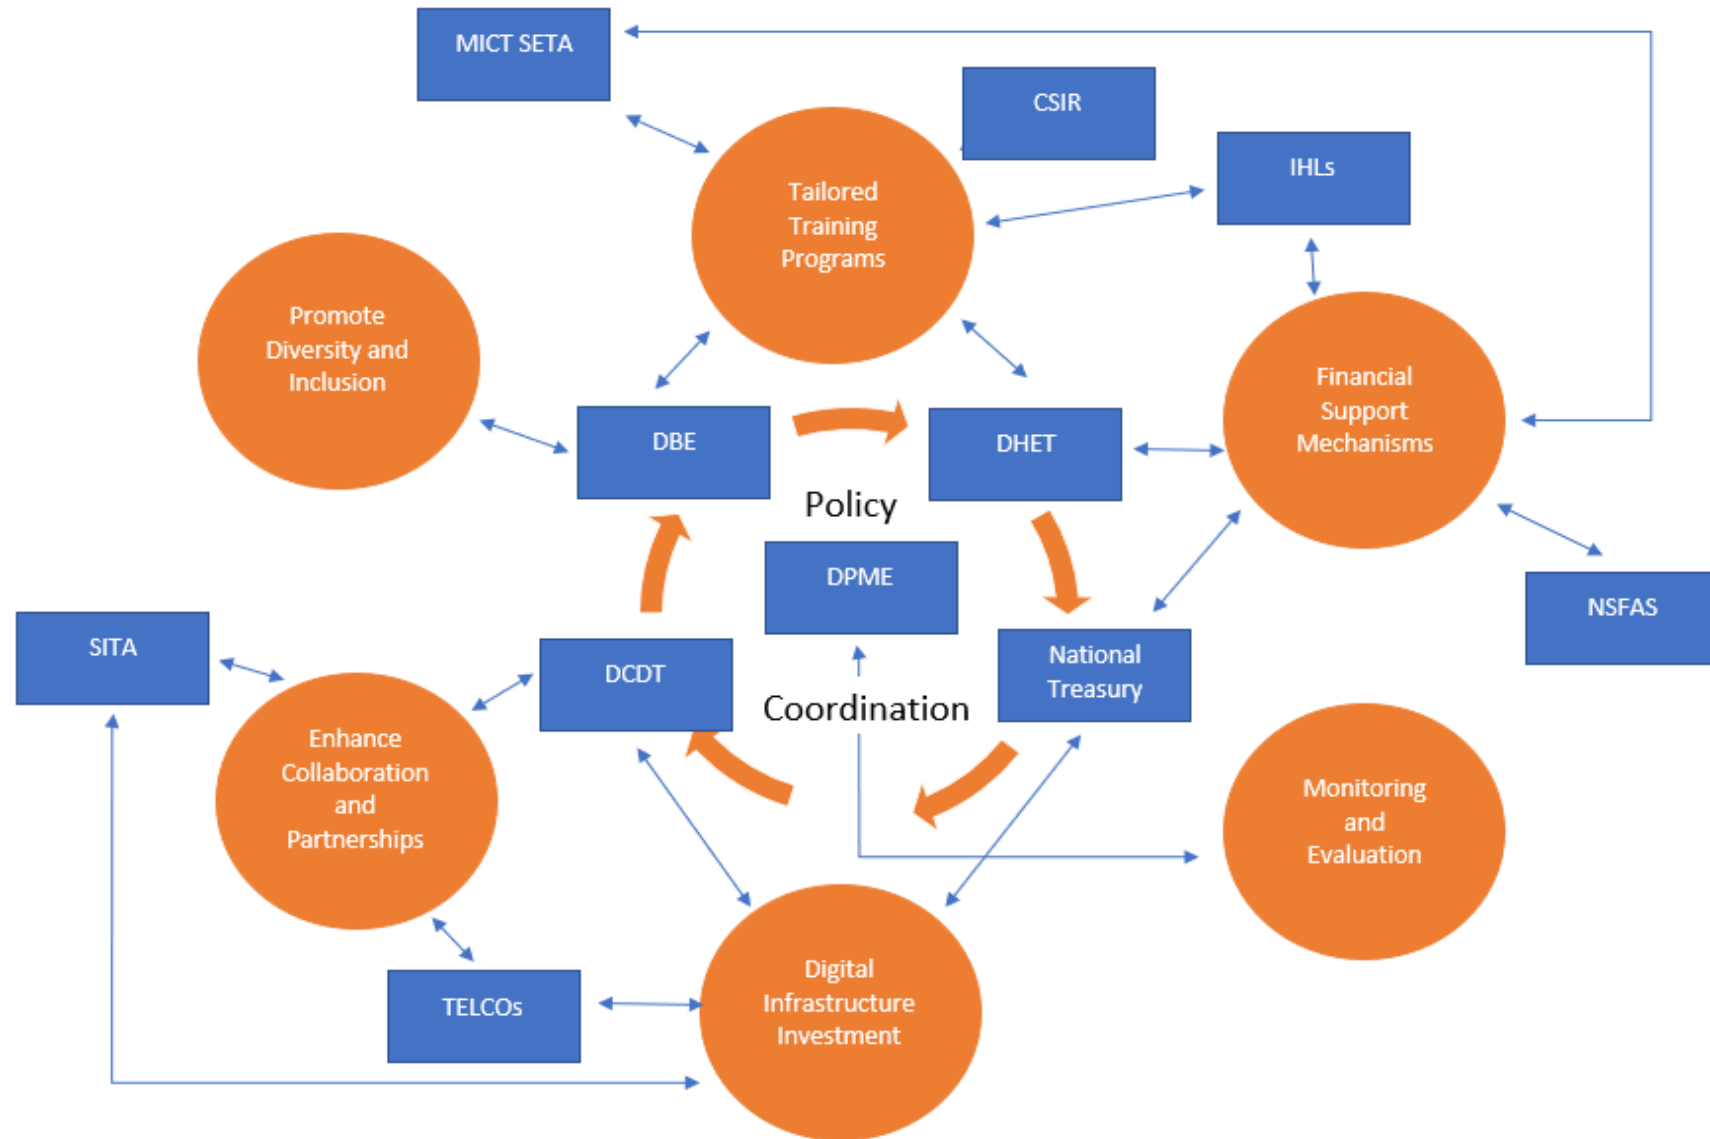 MICT SETA
CSIR
IHLs
Tailored
Training
Programs
Promote
Diversity and
Inclusion
Financial
Support
Mechanisms
DBE
DHET
Policy
DPME
NSFAS
SITA
DCDT
National
Treasury
Coordination
Enhance
Collaboration
and
Partnerships
Monitoring
and
Evaluation
TELCOs
Digital
Infrastructure
Investment